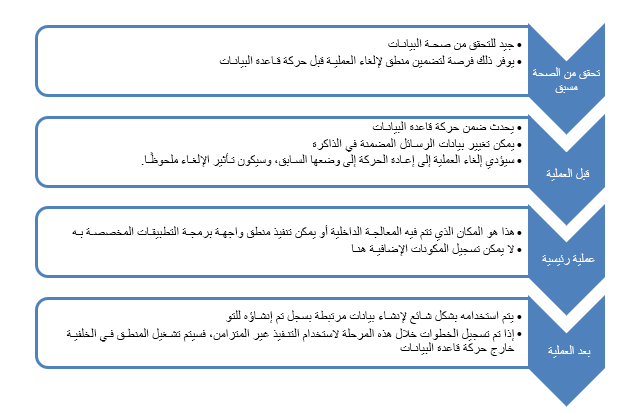 تحقق من الصحة
مسبق
جيد للتحقق من صحة البيانات
يوفر ذلك فرصة لتضمين منطق لإلغاء العملية قبل حركة قاعدة البيانات
قبل العملية
يحدث ضمن حركة قاعدة البيانات
يمكن تغيير بيانات الرسائل المضمنة في الذاكرة
سيؤدي إلغاء العملية إلى إعادة الحركة إلى وضعها السابق، وسيكون تأثير الإلغاء ملحوظًا.
عملية رئيسية
هذا هو المكان الذي تتم فيه المعالجة الداخلية أو يمكن تنفيذ منطق واجهة برمجة التطبيقات المخصصة به
لا يمكن تسجيل المكونات الإضافية هنا
بعد العملية
يتم استخدامه بشكل شائع لإنشاء بيانات مرتبطة بسجل تم إنشاؤه للتو
إذا تم تسجيل الخطوات خلال هذه المرحلة لاستخدام التنفيذ غير المتزامن، فسيتم تشغيل المنطق في الخلفية
خارج حركة قاعدة البيانات